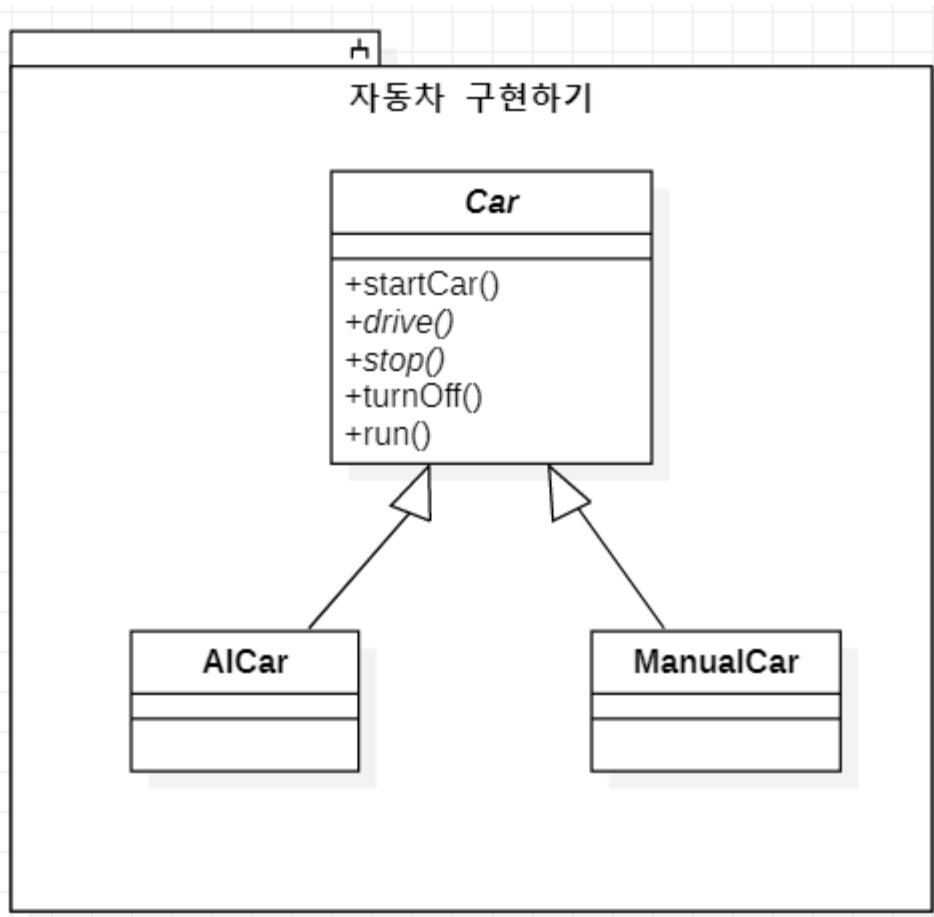 자동차 구현하기
Car
+startCar()
+drive()
+stop()
+turnOff()
+run()
AICar
ManualCar